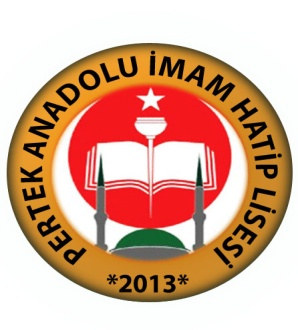 PERTEK ANADOLU İMAM HATİP LİSESİ
*2013*